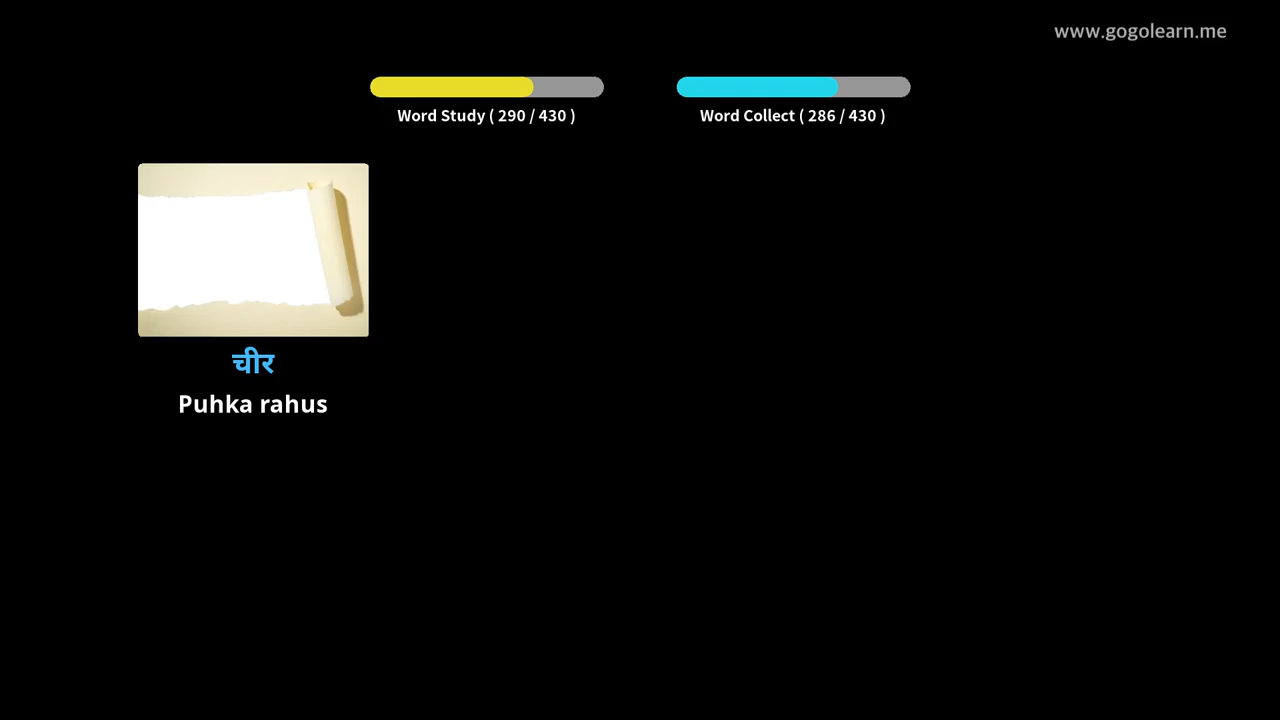 www.gogolearn.me
Word Study ( 290 / 430 )
Word Collect ( 286 / 430 )
चीर
Puhka rahus